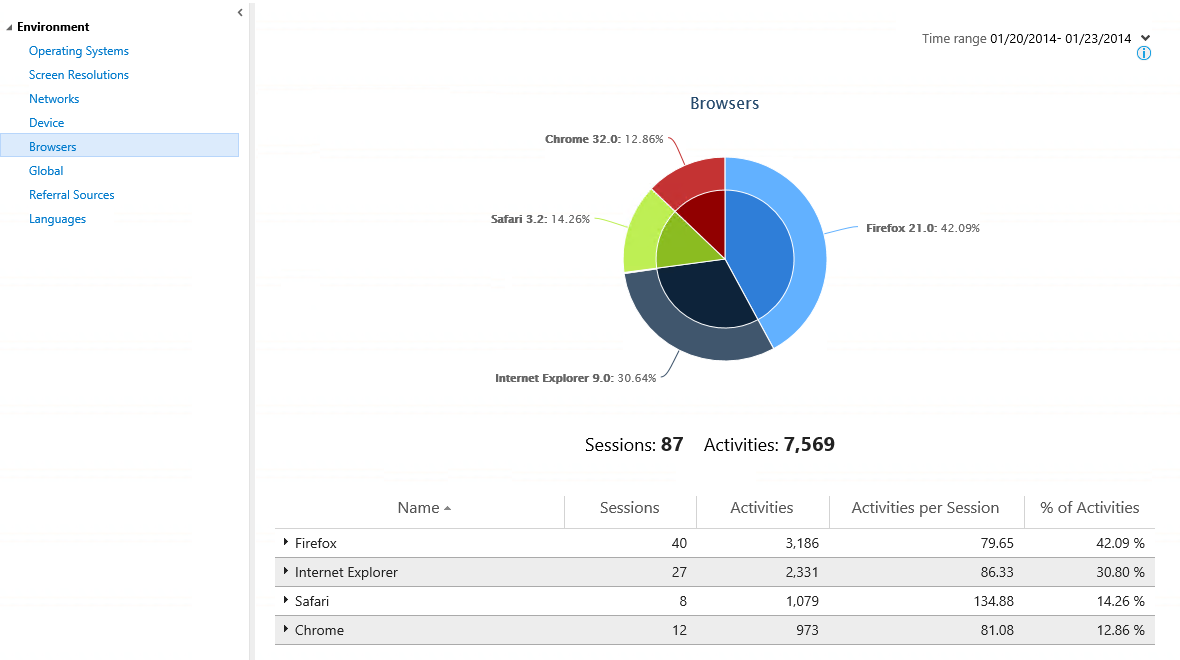 Environment
Operating Systems
Screen Resolutions
Networks
Device
Browsers
Global
Referral Sources
Languages
Time range 01/20/2014- 01/23/2014
Browsers
Chrome 32.0: 12.86%
Safari 3.2: 14.26%
Firefox 21.0: 42.09%
Internet Explorer 9.0: 30.64%
Sessions: 87 Activities: 7,569
Name Sessions Activities Activities per Session % of Activities
Firefox 40 3,186 79.65 42.09 %
Internet Explorer 27 2,331 86.33 30.80 %
Safari 8 1,079 134.88 14.26 %
Chrome 12 973 81.08 12.86 %